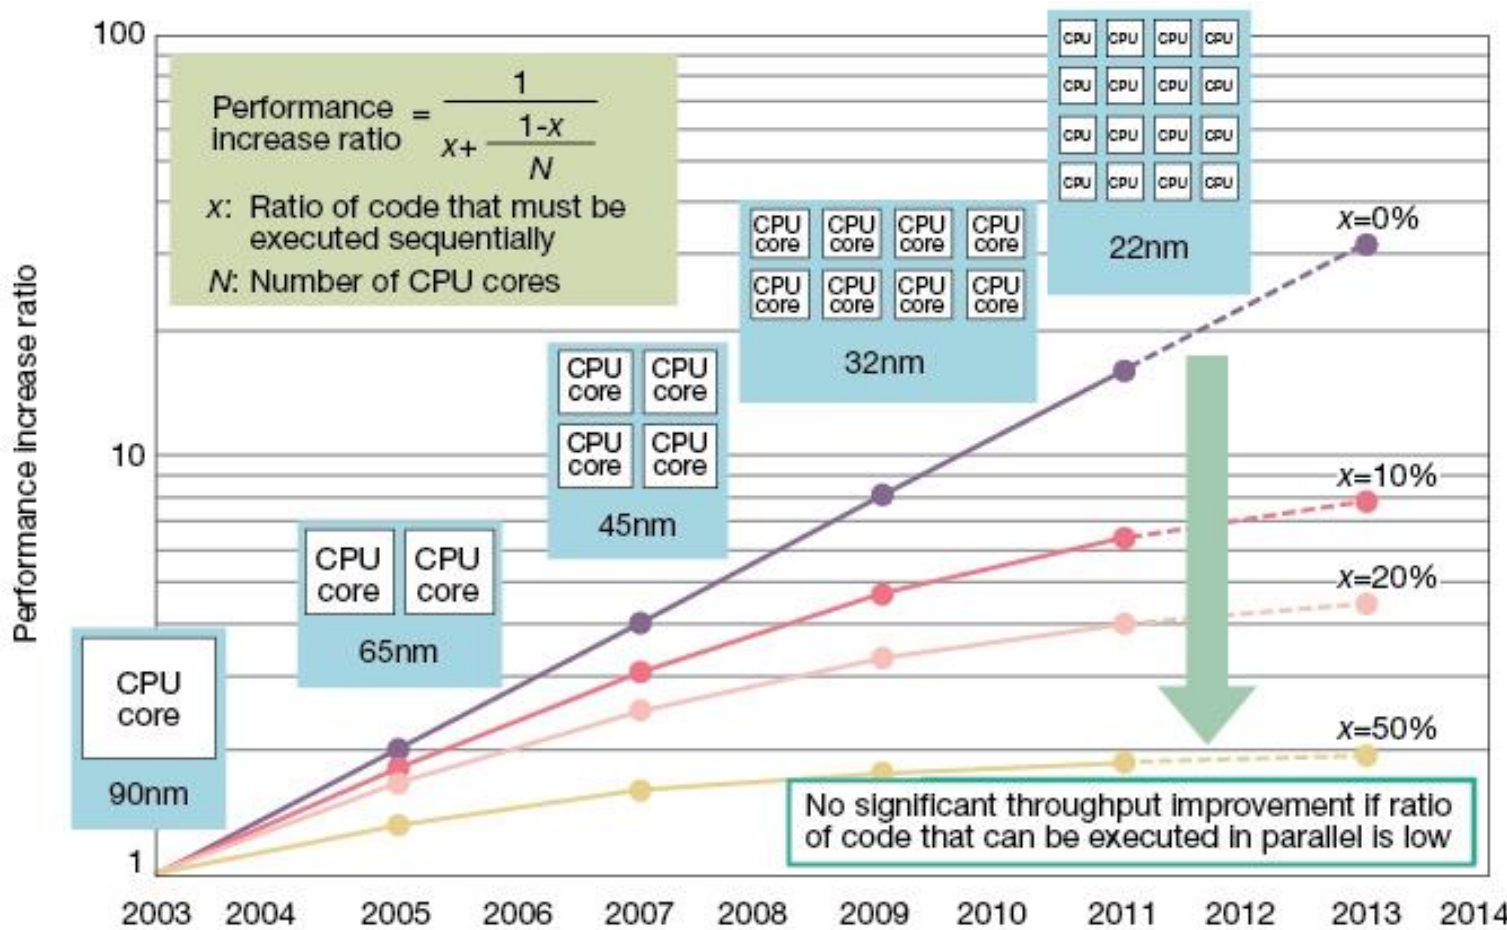 100
10
1
Performance increase ratio
Performance
increase ratio
=
1
x+
1-x
N
x: Ratio of code that must be
executed sequentially
N: Number of CPU cores
CPU
core
90nm
CPU CPU
core core
65nm
CPU CPU
core core
CPU CPU
core core
45nm
CPU CPU CPU CPU
core core core core
CPU CPU CPU CPU
core core core core
32nm
CPU CPU CPU CPU
CPU CPU CPU CPU
CPU CPU CPU CPU
CPU CPU CPU CPU
22nm
x=0%
x=10%
x=20%
x=50%
No significant throughput improvement if ratio
of code that can be executed in parallel is low
2003 2004 2005 2006 2007 2008 2009 2010 2011 2012 2013 2014